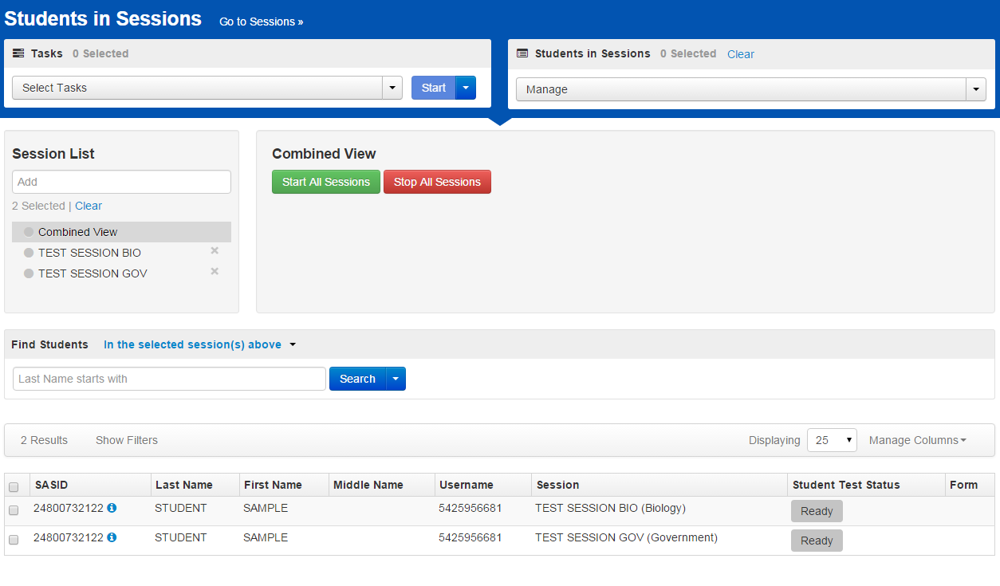 Students in Sessions Go to Sessions »
Tasks 0 Selected
Select Tasks Start
Students in Sessions 0 Selected Clear
Manage
Session List
Add
2 Selected | Clear
Combined View
TEST SESSION BIO
TEST SESSION GOV
Combined View
Start All Sessions Stop All Sessions
Find Students In the selected session(s) above
Last Name starts with Search
2 Results Show Filters Displaying 25 Manage Columns
SASID Last Name First Name Middle Name Username Session Student Test Status Form
24800732122 STUDENT SAMPLE 5425956681 TEST SESSION BIO (Biology) Ready
24800732122 STUDENT SAMPLE 5425956681 TEST SESSION GOV (Government) Ready